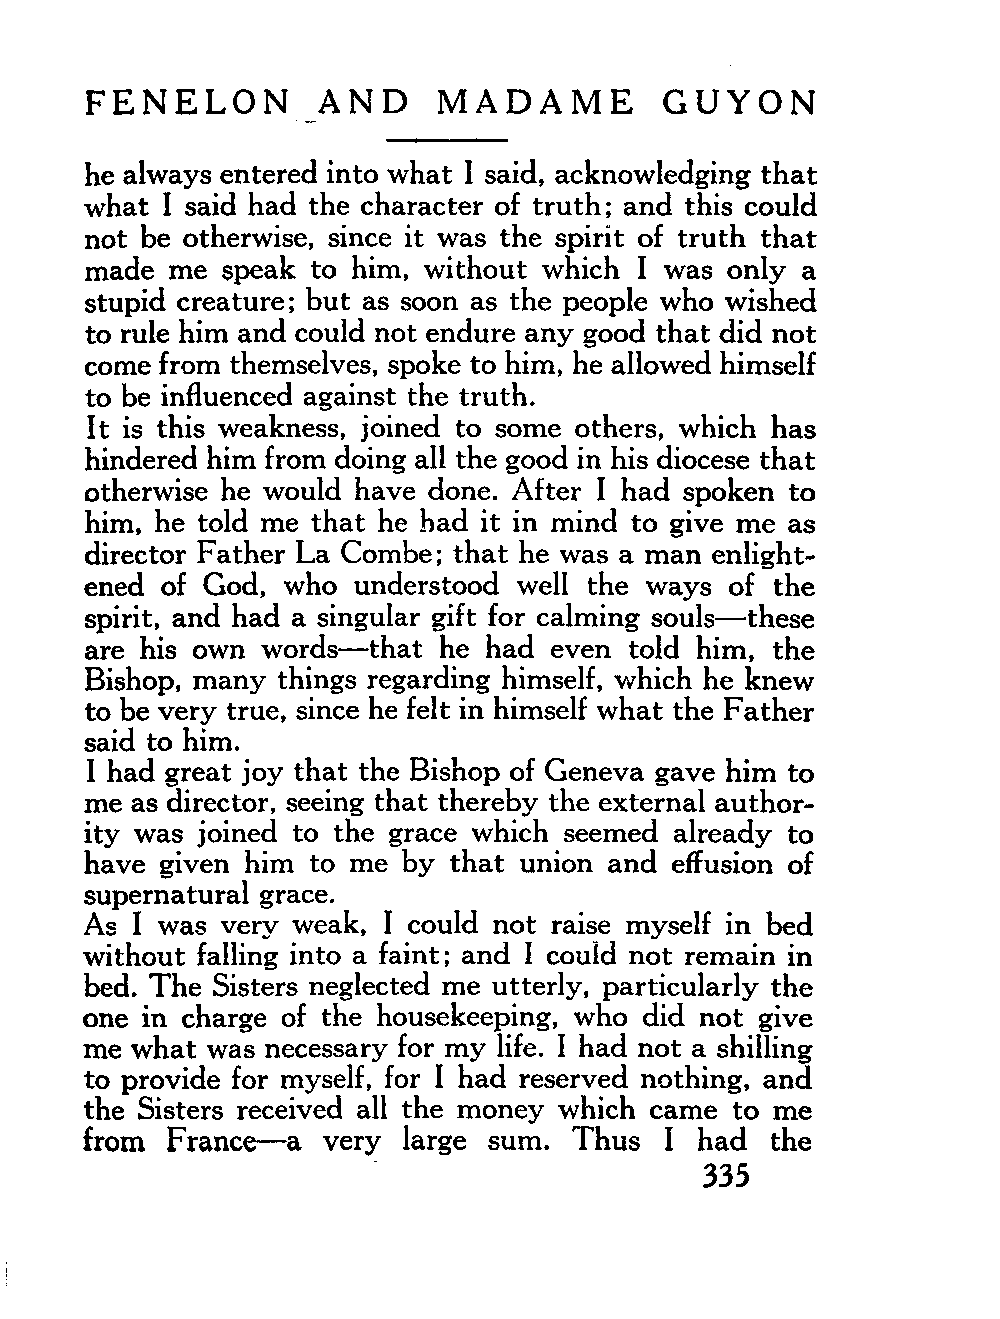 FENELON AND MADAME GUYON
he always entered into what I said, acknowledging that
what I said had the character of truth; and this could
not be otherwise, since it was the spirit of truth that
made me speak to him, without which I was only a
stupid creature; but as soon as the people who wished
to rule him and could not endure any good that did not
come from themselves, spoke to him, he allowed himself
to be influenced against the truth.
It is this weakness, joined to some others, which has
hindered him from doing all the good in his diocese that
otherwise he would have done. After I had spoken to
him, he told me that he had it in mind to give me as
director Father La Combe; that he was a man enlight-
ened of God, who understood well the ways of the
spirit, and had a singular gift for calming souls—these
are his own words—that he had even told him, the
Bishop, many things regarding himself, which he knew
to be very true, since he felt in himself what the Father
said to him.
I had great joy that the Bishop of Geneva gave him to
me as director, seeing that thereby the external author-
ity was joined to the grace which seemed already to
have given him to me by that union and effusion of
supernatural grace.
As I was very weak, I could not raise myself in bed
without falling into a faint; and I could not remain in
bed. The Sisters neglected me utterly, particularly the
one in charge of the housekeeping, who did not give
me what was necessary for my life. I had not a shilling
to provide for myself, for I had reserved nothing, and
the Sisters received all the money which came to me
from France—a very large sum. Thus I had the
335